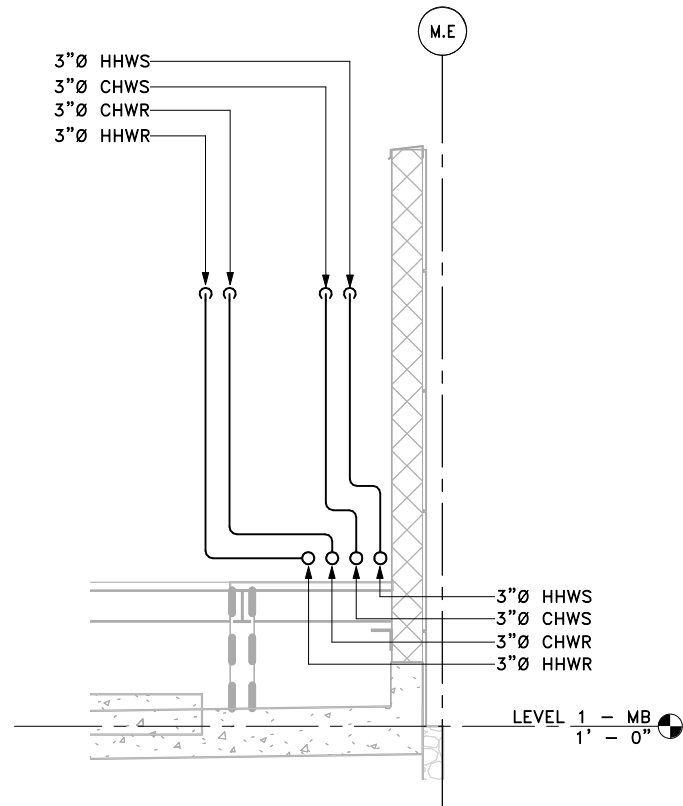 M.E
3"Ø HHWS
3"Ø CHWS
3"Ø CHWR
3"Ø HHWR
3"Ø HHWS
3"Ø CHWS
3"Ø CHWR
3"Ø HHWR
LEVEL 1 - MB
1' - 0"